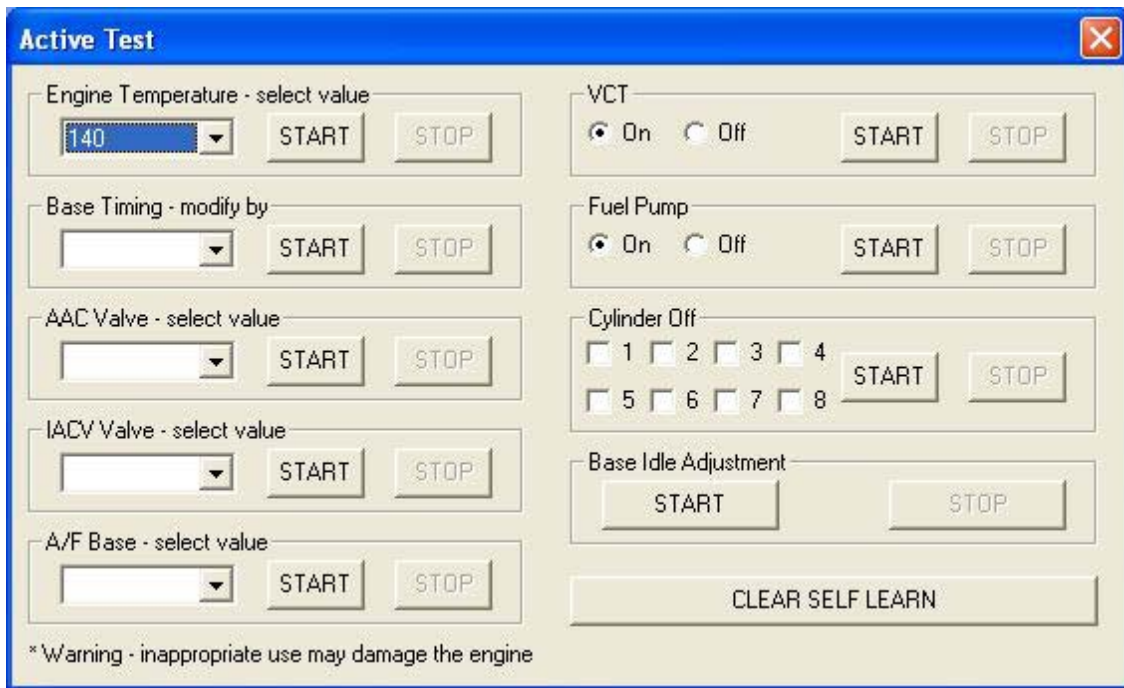 Active Test
Engine Temperature - select value
140 START STOP
Base Timing - modify by
START STOP
AAC Valve - select value
START STOP
IACV Valve - select value
START STOP
A/F Base - select value
START STOP
* Warning - inappropriate use may damage the engine
VCT
On Off START STOP
Fuel Pump
On Off START STOP
Cylinder Off
1 2 3 4
START STOP
5 6 7 8
Base Idle Adjustment
START STOP
CLEAR SELF LEARN